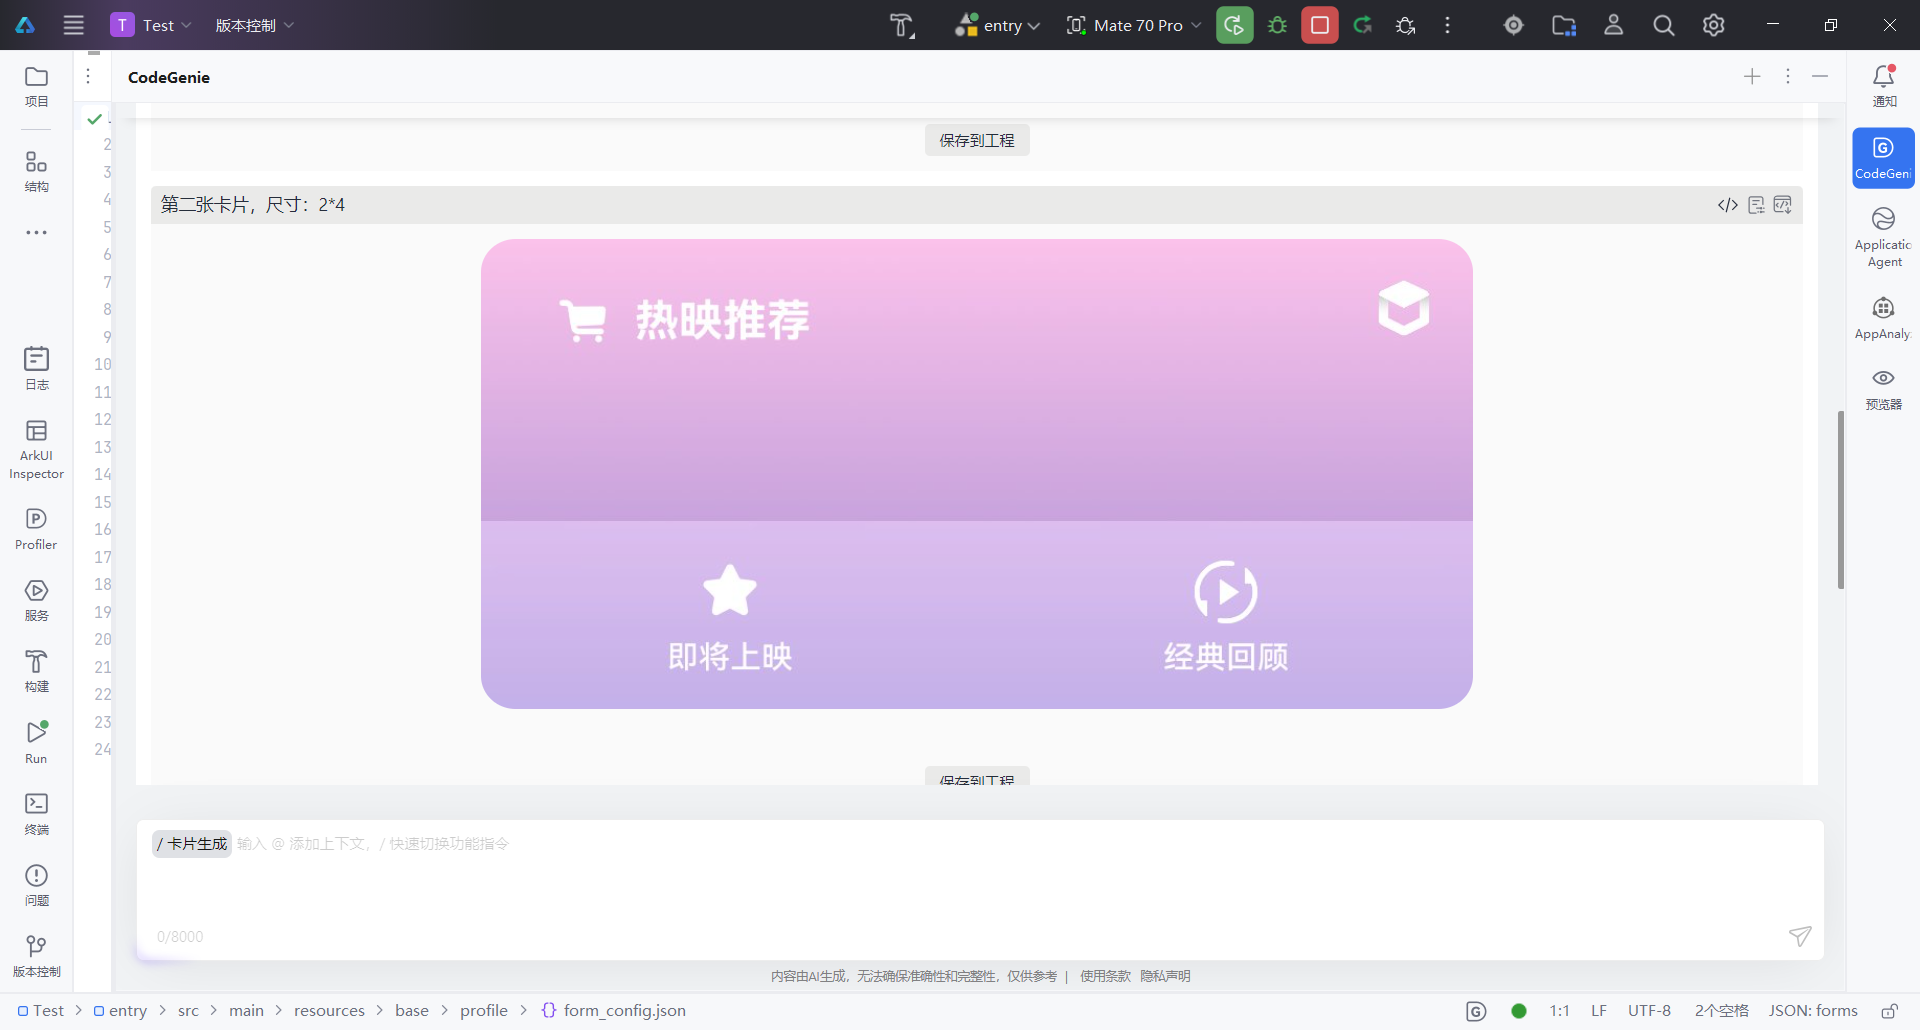 T Test 版本控制 entry Mate 70 Pro
项目
结构
日志
ArkUI
Inspector
Profiler
服务
构建
Run
终端
问题
版本控制
2
3
4
5
6
7
8
9
10
11
12
13
14
15
16
17
18
19
20
21
22
23
24
CodeGenie
保存到工程
第二张卡片，尺寸：2*4
热映推荐
即将上映
经典回顾
保存到工程
/ 卡片生成 输入 @ 添加上下文，/ 快速切换功能指令
0/8000
内容由AI生成，无法确保准确性和完整性，仅供参考 | 使用条款 隐私声明
通知
CodeGeni
Applicatic
Agent
AppAnaly
预览器
Test entry src main resources base profile {} form_config.json 1:1 LF UTF-8 2个空格 JSON: forms